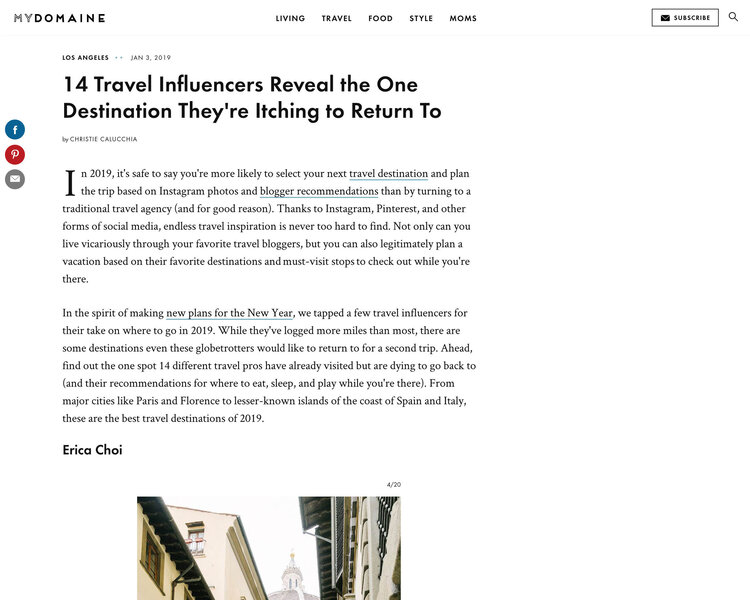 MYDOMAINE
LIVING TRAVEL FOOD STYLE MOMS
SUBSCRIBE
LOS ANGELES JAN 3, 2019
14 Travel Influencers Reveal the One
Destination They're Itching to Return To
by CHRISTIE CALUCCHIA
In 2019, it's safe to say you're more likely to select your next travel destination and plan
the trip based on Instagram photos and blogger recommendations than by turning to a
traditional travel agency (and for good reason). Thanks to Instagram, Pinterest, and other
forms of social media, endless travel inspiration is never too hard to find. Not only can you
live vicariously through your favorite travel bloggers, but you can also legitimately plan a
vacation based on their favorite destinations and must-visit stops to check out while you're
there.
In the spirit of making new plans for the New Year, we tapped a few travel influencers for
their take on where to go in 2019. While they've logged more miles than most, there are
some destinations even these globetrotters would like to return to for a second trip. Ahead,
find out the one spot 14 different travel pros have already visited but are dying to go back to
(and their recommendations for where to eat, sleep, and play while you're there). From
major cities like Paris and Florence to lesser-known islands of the coast of Spain and Italy,
these are the best travel destinations of 2019.
Erica Choi
4/20